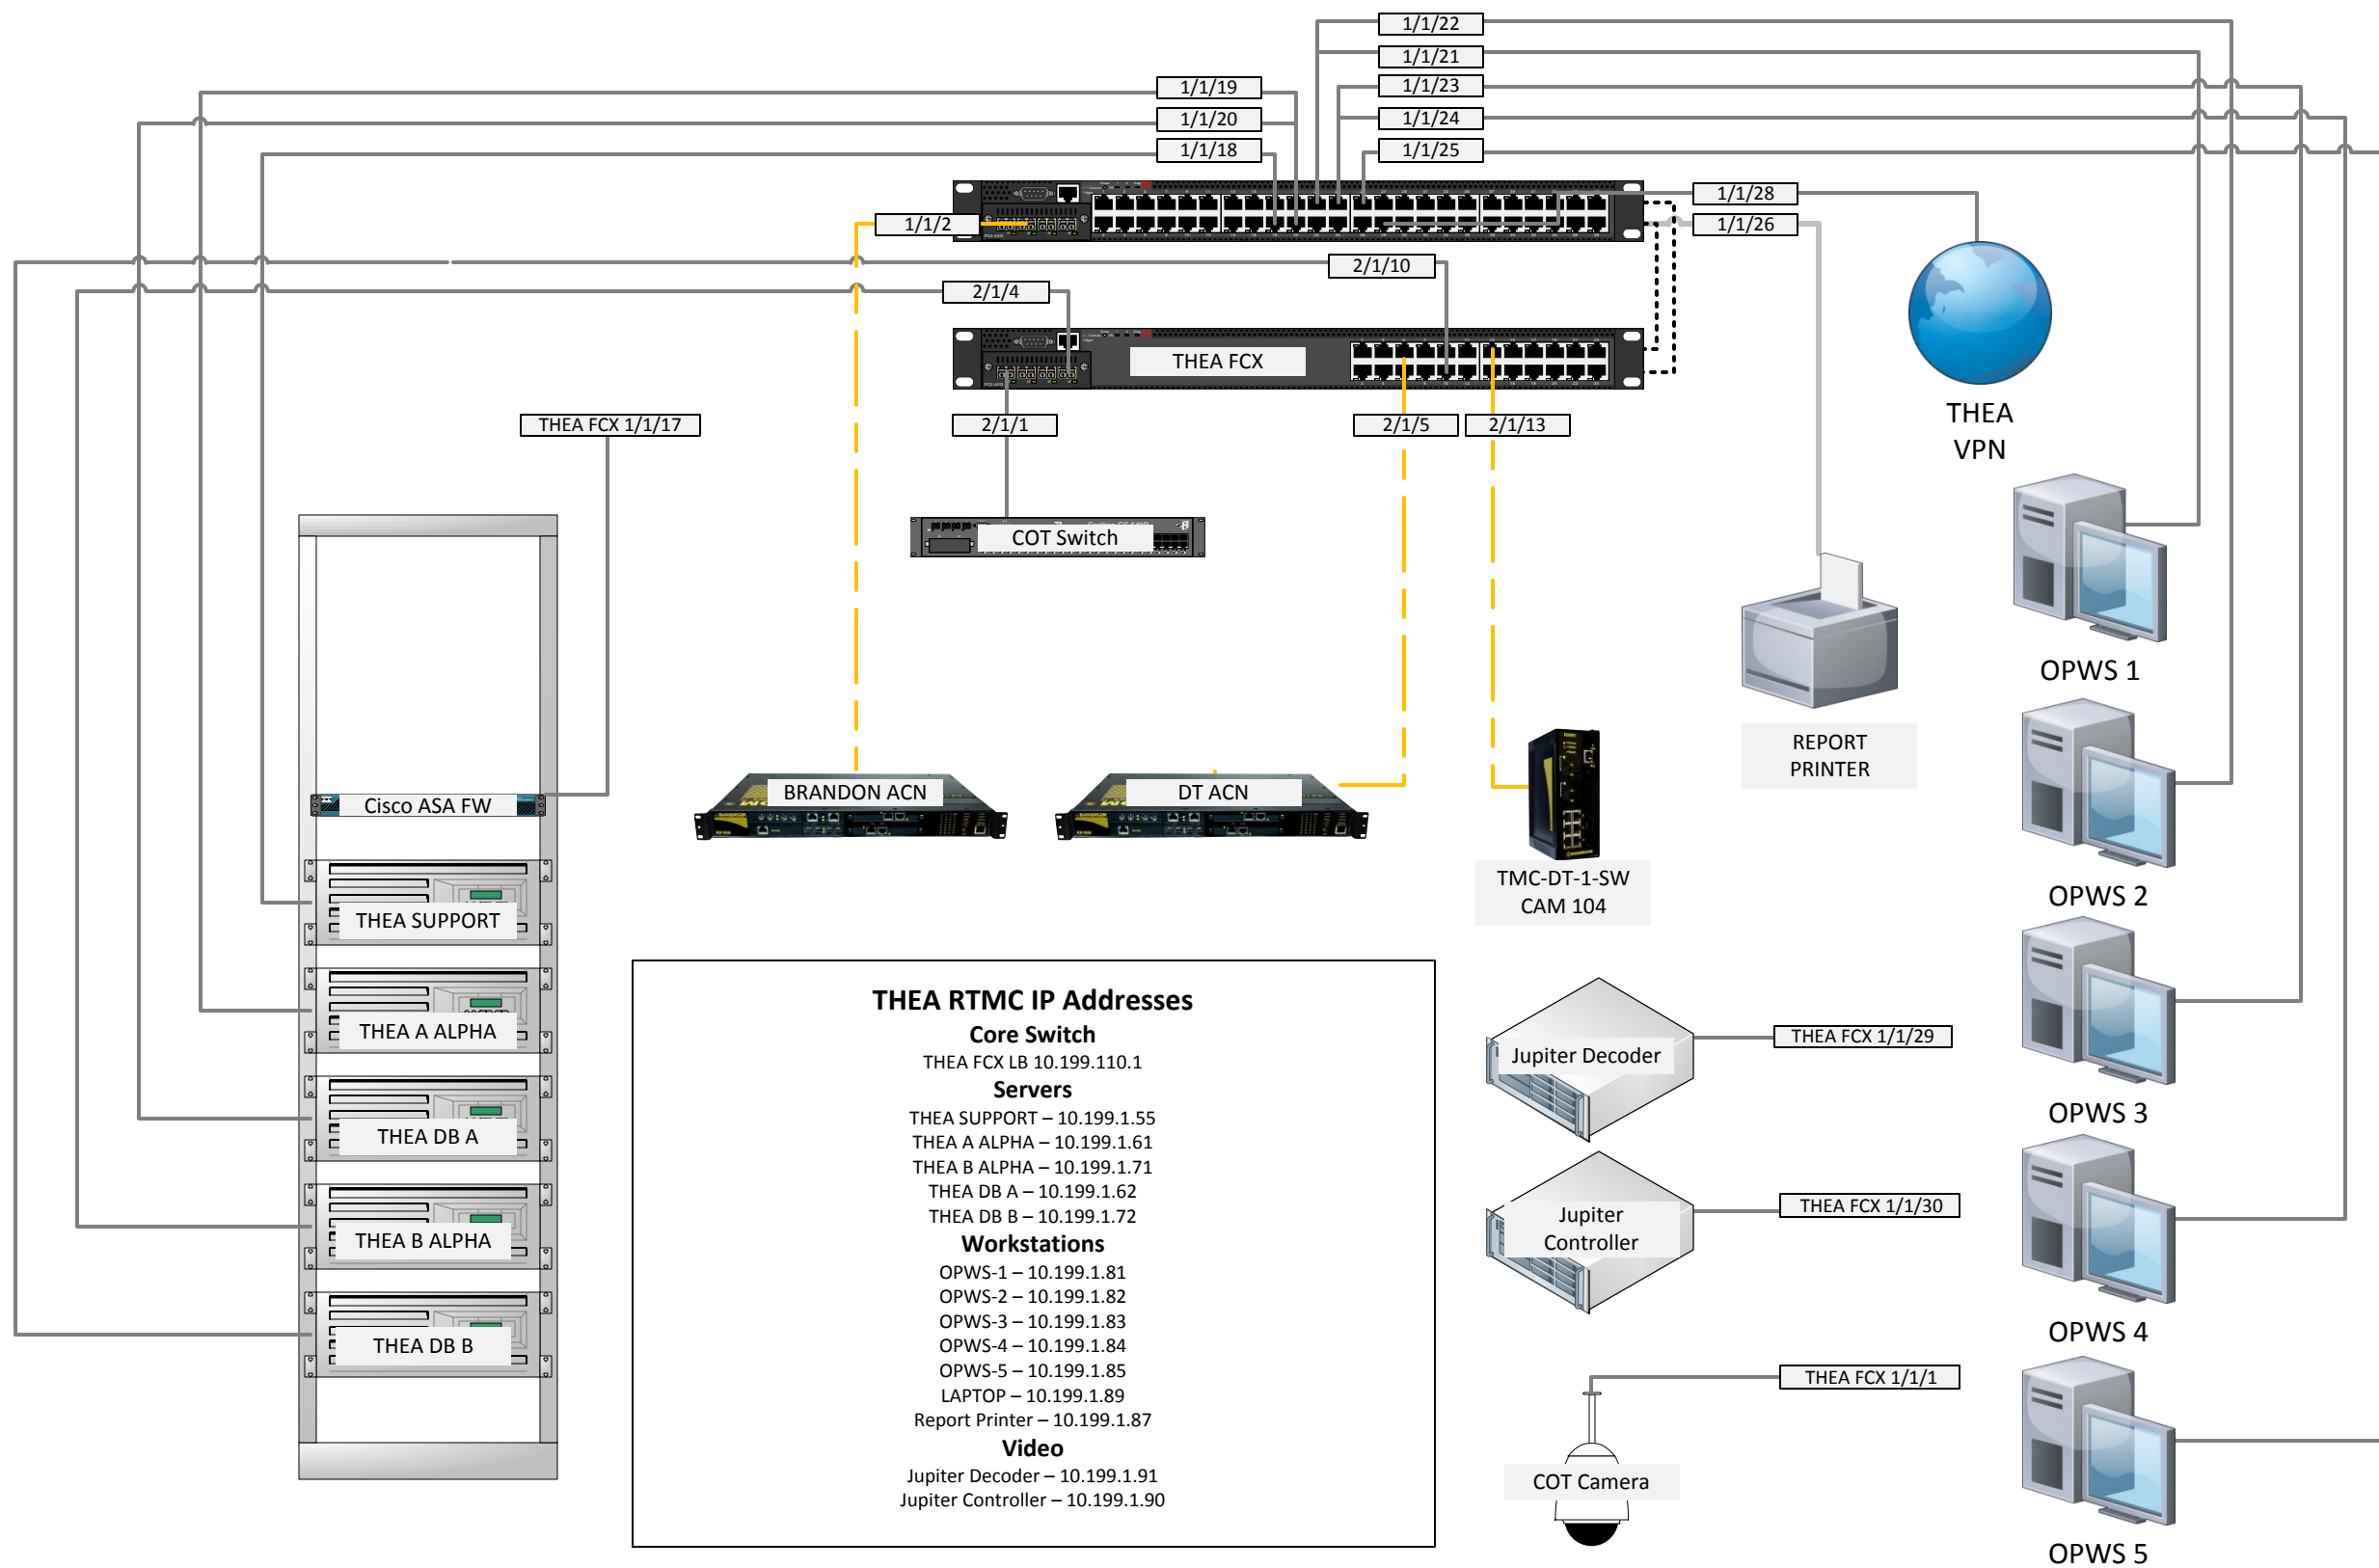 1/1/22
1/1/21
1/1/19
1/1/23
1/1/20
1/1/24
1/1/18
1/1/25
1/1/28
1/1/2
1/1/26
2/1/10
2/1/4
THEA FCX
THEA FCX 1/1/17
2/1/1
2/1/5
2/1/13
THEA
VPN
COT Switch
OPWS 1
REPORT
PRINTER
Cisco ASA FW
BRANDON ACN
DT ACN
TMC-DT-1-SW
CAM 104
OPWS 2
THEA SUPPORT
THEA A ALPHA
THEA DB A
THEA B ALPHA
THEA DB B
THEA RTMC IP Addresses
Core Switch
THEA FCX LB 10.199.110.1
Servers
THEA SUPPORT – 10.199.1.55
THEA A ALPHA – 10.199.1.61
THEA B ALPHA – 10.199.1.71
THEA DB A – 10.199.1.62
THEA DB B – 10.199.1.72
Workstations
OPWS-1 – 10.199.1.81
OPWS-2 – 10.199.1.82
OPWS-3 – 10.199.1.83
OPWS-4 – 10.199.1.84
OPWS-5 – 10.199.1.85
LAPTOP – 10.199.1.89
Report Printer – 10.199.1.87
Video
Jupiter Decoder – 10.199.1.91
Jupiter Controller – 10.199.1.90
Jupiter Decoder
THEA FCX 1/1/29
OPWS 3
Jupiter
Controller
THEA FCX 1/1/30
OPWS 4
THEA FCX 1/1/1
COT Camera
OPWS 5